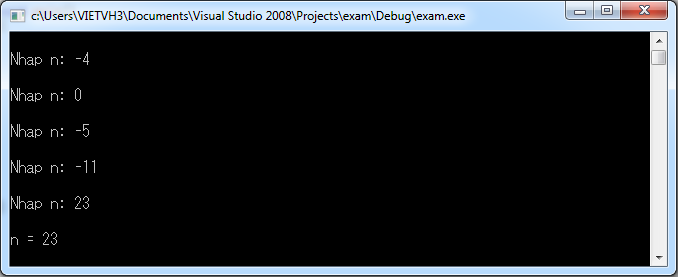 c:\Users\VIETVH3\Documents\Visual Studio 2008\Projects\exam\Debug\exam.exe
Nhap n: -4
Nhap n: 0
Nhap n: -5
Nhap n: -11
Nhap n: 23
n = 23